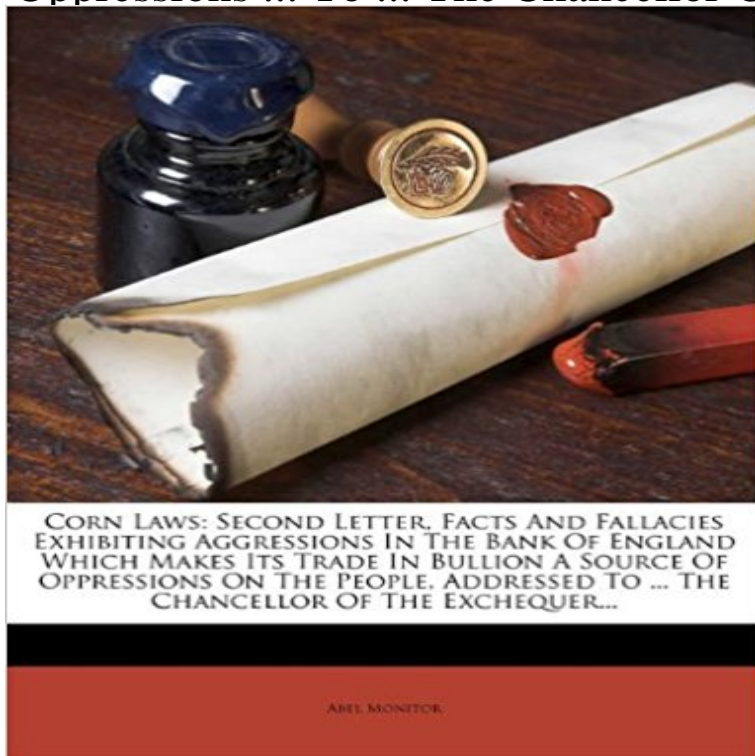 CORN LAWS: SECOND LETTER, FACTS AND FALLACIES
EXHIBITING AGGRESSIONS IN THE BANK OF ENGLAND
WHICH MAKES ITS TRADE IN BULLION A SOURCE OF
OPPRESSIONS ON THE PEOPLE, ADDRESSED TO ... THE
CHANCELLOR OF THE EXCHEQUER...
ABEL MONITOR